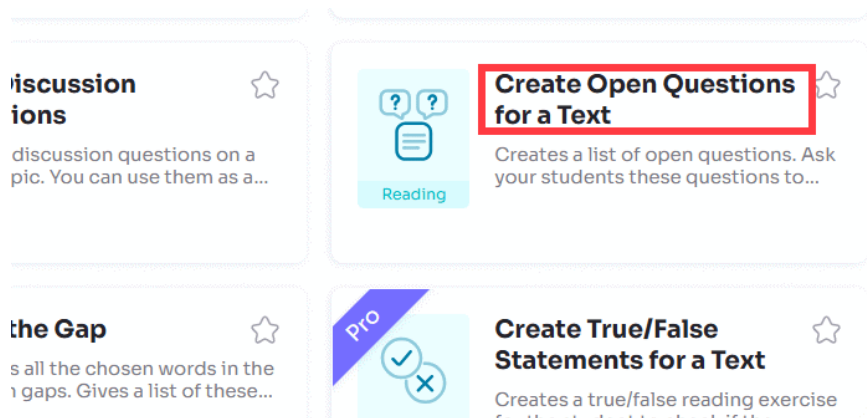 iscussion
ions
discussion questions on a
pic. You can use them as a...
? ?
Reading
Create Open Questions
for a Text
Creates a list of open questions. Ask
your students these questions to...
the Gap
s all the chosen words in the
gaps. Gives a list of these...
Pro
Create True/False
Statements for a Text
Creates a true/false reading exercise